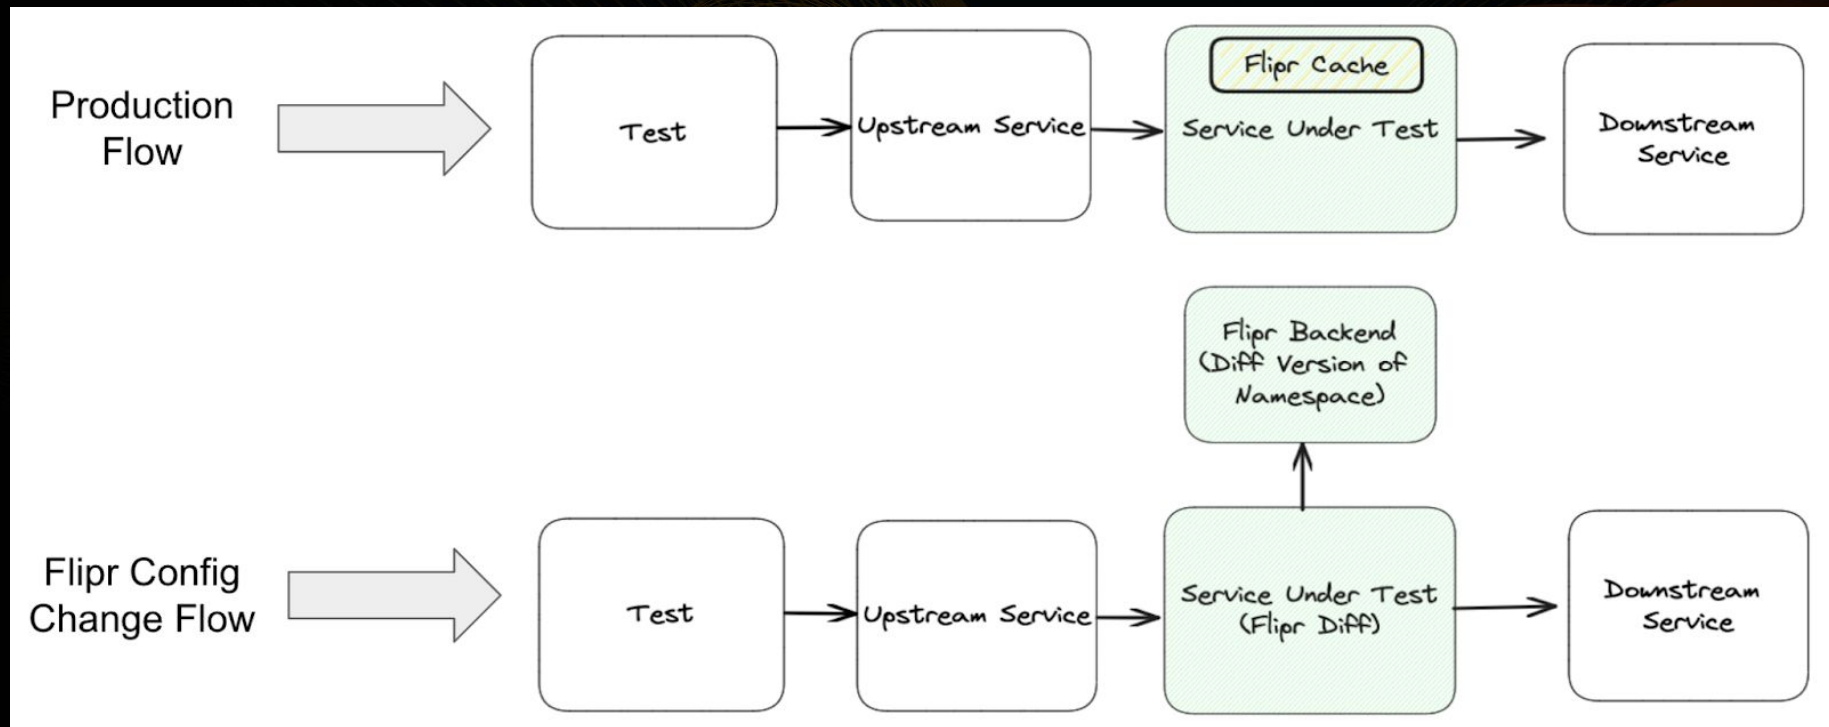 Production
Flow
Test
Upstream Service
Flipr Cache
Service Under Test
Downstream
Service
Flipr Backend
(Diff Version of
Namespace)
Flipr Config
Change Flow
Test
Upstream Service
Service Under Test
(Flipr Diff)
Downstream
Service